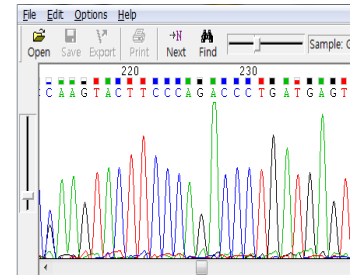 File Edit Options Help
Open Save Export Print Next Find Sample: C
220 230
C A A G T A C T T C C C A G A C C C T G A T G A G T